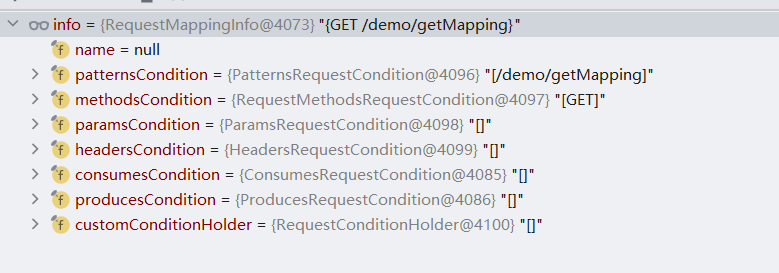 info = {RequestMappingInfo@4073} "{GET /demo/getMapping}"
f name = null
f patternsCondition = {PatternsRequestCondition@4096} "[/demo/getMapping]"
f methodsCondition = {RequestMethodsRequestCondition@4097} "[GET]"
f paramsCondition = {ParamsRequestCondition@4098} "[]"
f headersCondition = {HeadersRequestCondition@4099} "[]"
f consumesCondition = {ConsumesRequestCondition@4085} "[]"
f producesCondition = {ProducesRequestCondition@4086} "[]"
f customConditionHolder = {RequestConditionHolder@4100} "[]"